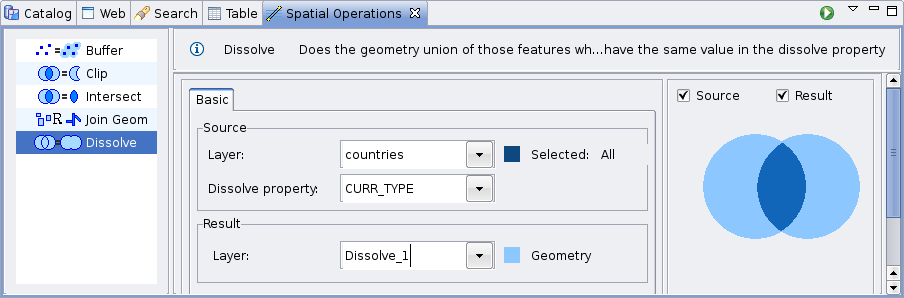 Catalog Web Search Table Spatial Operations
Buffer
Clip
Intersect
R Join Geom
Dissolve
Dissolve Does the geometry union of those features wh...have the same value in the dissolve property
Basic
Source
Layer: countries Selected: All
Dissolve property: CURR_TYPE
Result
Layer: Dissolve_1 Geometry
Source Result